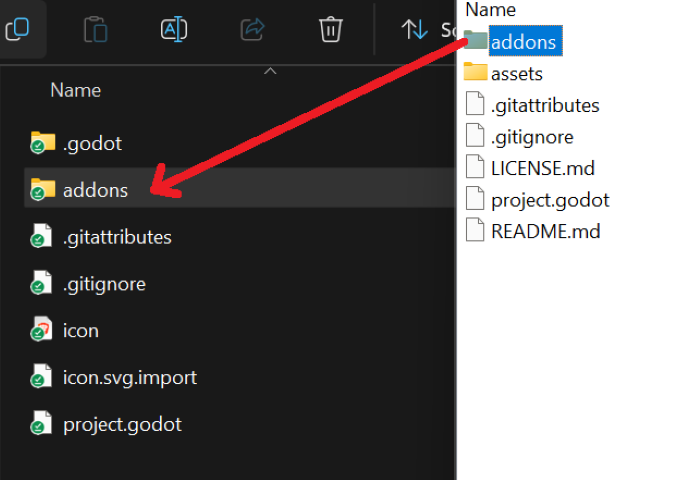 Name
.godot
addons
.gitattributes
.gitignore
icon
icon.svg.import
project.godot
Name
addons
assets
.gitattributes
.gitignore
LICENSE.md
project.godot
README.md